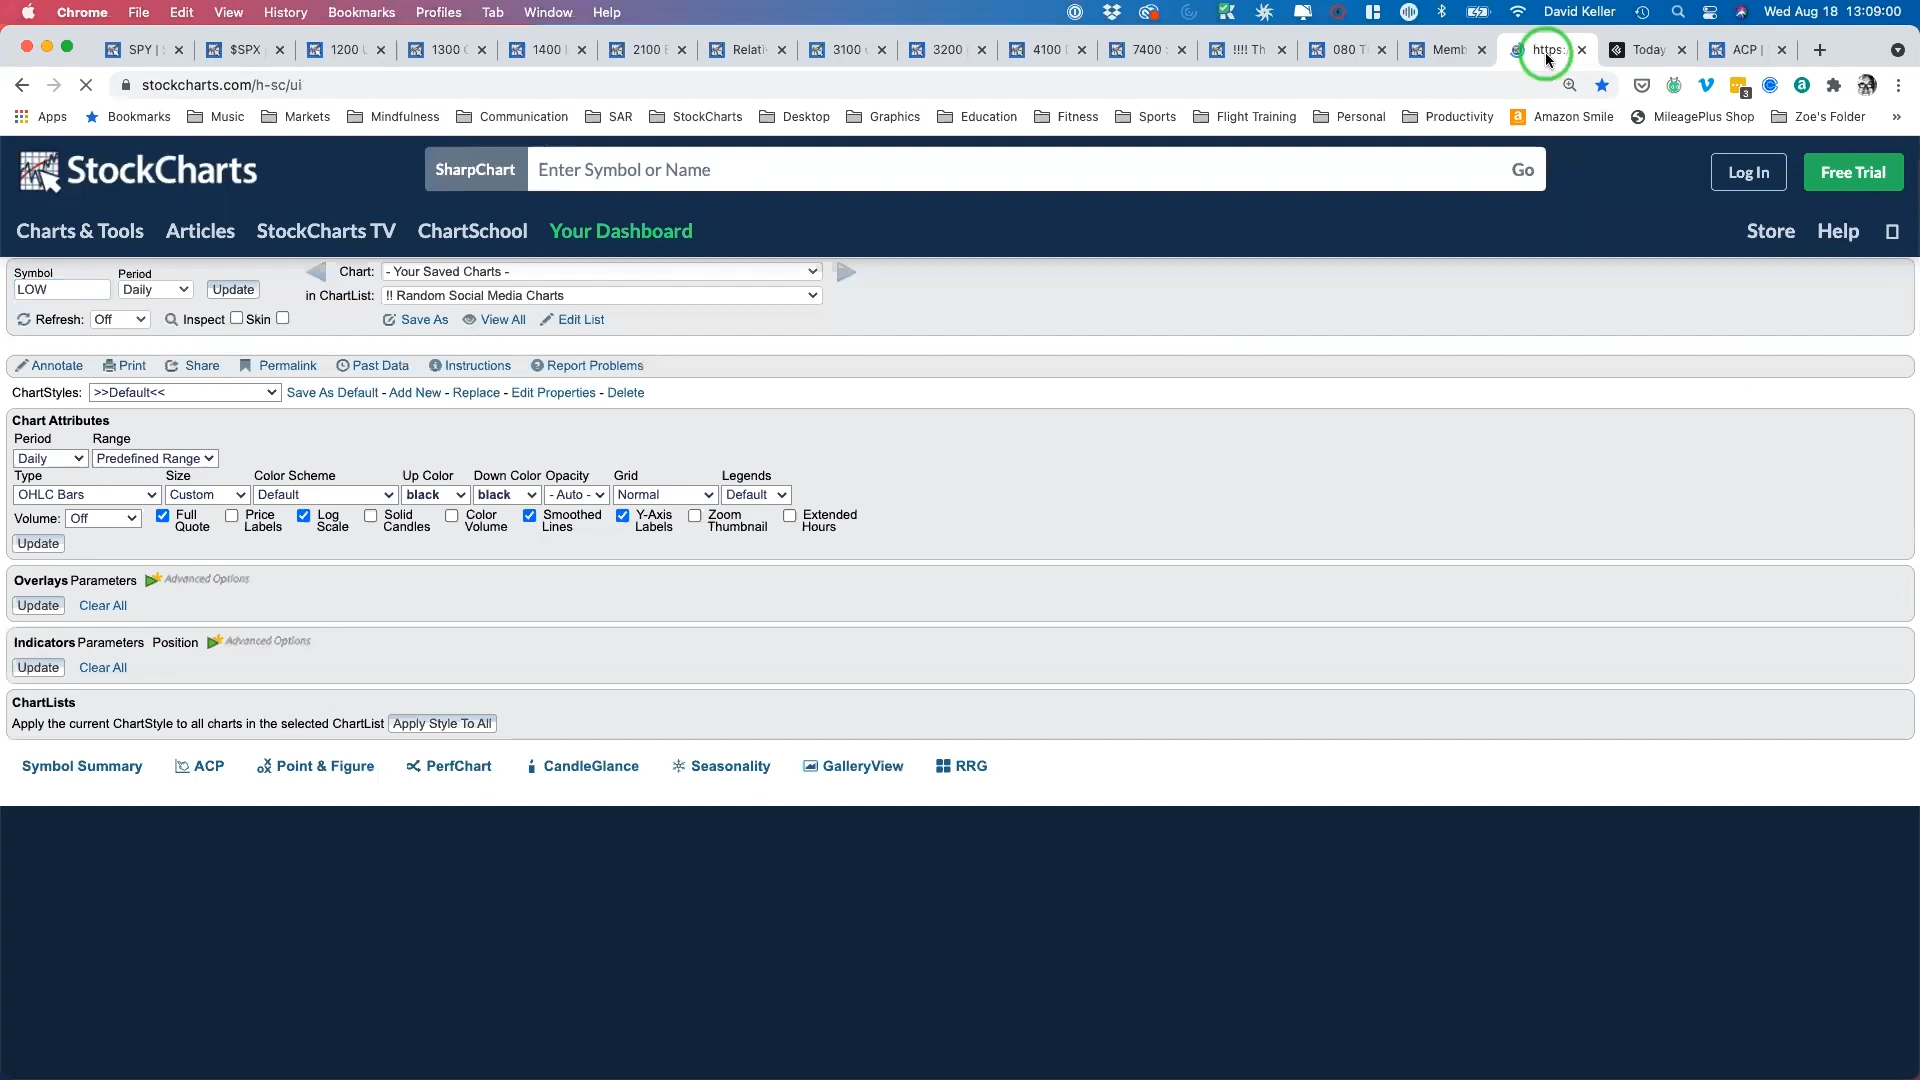 Chrome File Edit View History Bookmarks Profiles Tab Window Help David Keller Wed Aug 18 13:09:00
SPY | $SPX 1200 1300 1400 2100 Relati 3100 3200 4100 7400 !!!! Th 080 T Memb https: Today ACP |
stockcharts.com/h-sc/ui 3
Apps Bookmarks Music Markets Mindfulness Communication SAR StockCharts Desktop Graphics Education Fitness Sports Flight Training Personal Productivity Amazon Smile MileagePlus Shop Zoe's Folder »
StockCharts SharpChart Enter Symbol or Name Go Log In Free Trial
Charts & Tools Articles StockCharts TV ChartSchool Your Dashboard Store Help
Symbol Period Chart: - Your Saved Charts -
LOW Daily Update in ChartList: !! Random Social Media Charts
Refresh: Off Inspect Skin Save As View All Edit List
Annotate Print Share Permalink Past Data Instructions Report Problems
ChartStyles: >>Default<< Save As Default - Add New - Replace - Edit Properties - Delete
Chart Attributes
Period Range
Daily Predefined Range
Type Size Color Scheme Up Color Down Color Opacity Grid Legends
OHLC Bars Custom Default black black - Auto - Normal Default
Volume: Off Full Quote Price Labels Log Scale Solid Candles Color Volume Smoothed Lines Y-Axis Labels Zoom Thumbnail Extended Hours
Update
Overlays Parameters Advanced Options
Update Clear All
Indicators Parameters Position Advanced Options
Update Clear All
ChartLists
Apply the current ChartStyle to all charts in the selected ChartList Apply Style To All
Symbol Summary ACP Point & Figure PerfChart CandleGlance Seasonality GalleryView RRG